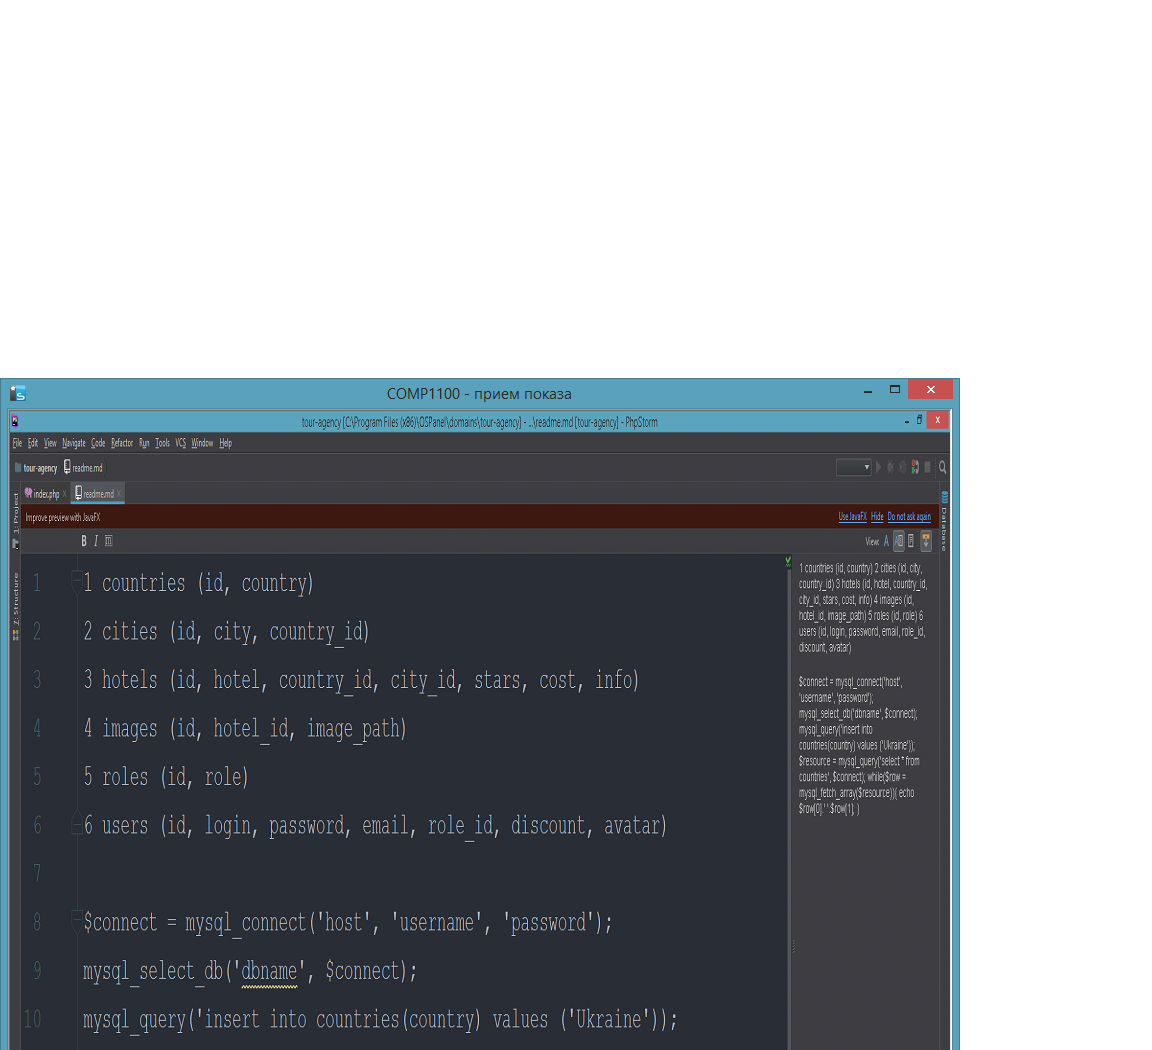 COMP1100 - прием показа
tour-agency [C:\Program Files (x86)\OSPanel\domains\tour-agency] - ...\readme.md [tour-agency] - PhpStorm
File Edit View Navigate Code Refactor Run Tools VCS Window Help
tour-agency readme.md
index.php readme.md
1: Project
Improve preview with JavaFX Use JavaFX Hide Do not ask again
Database
B I View: A
7: Structure
1 1 countries (id, country)
2 2 cities (id, city, country_id)
3 3 hotels (id, hotel, country_id, city_id, stars, cost, info)
4 4 images (id, hotel_id, image_path)
5 5 roles (id, role)
6 6 users (id, login, password, email, role_id, discount, avatar)
7
8 $connect = mysql_connect('host', 'username', 'password');
9 mysql_select_db('dbname', $connect);
10 mysql_query('insert into countries(country) values ('Ukraine'));
1 countries (id, country) 2 cities (id, city,
country_id) 3 hotels (id, hotel, country_id,
city_id, stars, cost, info) 4 images (id,
hotel_id, image_path) 5 roles (id, role) 6
users (id, login, password, email, role_id,
discount, avatar)
$connect = mysql_connect('host',
'username', 'password');
mysql_select_db('dbname', $connect);
mysql_query('insert into
countries(country) values ('Ukraine'));
$resource = mysql_query('select * from
countries', $connect); while($row =
mysql_fetch_array($resource)){ echo
$row[0].' '.$row[1]; }